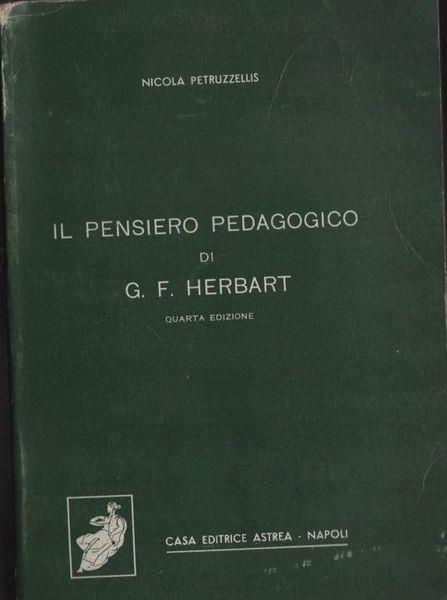 NICOLA PETRUZZELLIS
IL PENSIERO PEDAGOGICO
DI
G. F. HERBART
QUARTA EDIZIONE
CASA EDITRICE ASTREA - NAPOLI